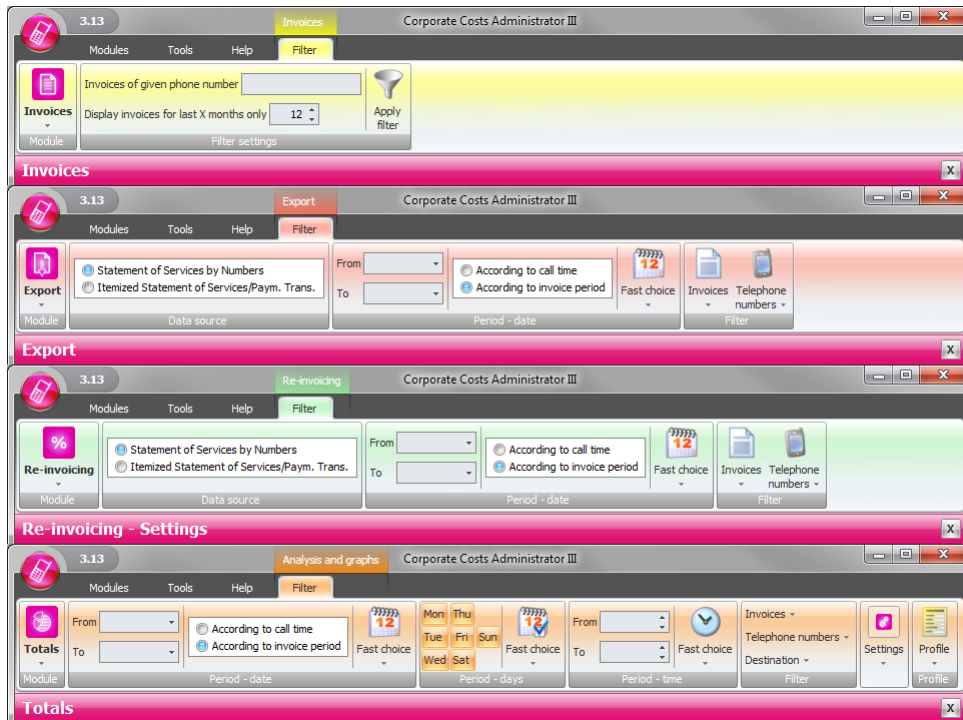 3.13 Invoices Corporate Costs Administrator III
Modules Tools Help Filter
Invoices of given phone number
Display invoices for last X months only 12
Invoices
Apply filter
Module Filter settings
Invoices X
3.13 Export Corporate Costs Administrator III
Modules Tools Help Filter
Statement of Services by Numbers
Itemized Statement of Services/Paym. Trans.
From
To
According to call time
According to invoice period
12
Export
Fast choice
Invoices
Telephone numbers
Module Data source Period - date Filter
Export X
3.13 Re-invoicing Corporate Costs Administrator III
Modules Tools Help Filter
%
Re-invoicing
Statement of Services by Numbers
Itemized Statement of Services/Paym. Trans.
From
To
According to call time
According to invoice period
12
Fast choice
Invoices
Telephone numbers
Module Data source Period - date Filter
Re-invoicing - Settings X
3.13 Analysis and graphs Corporate Costs Administrator III
Modules Tools Help Filter
Totals
From
To
According to call time
According to invoice period
12
Fast choice
Mon Thu
Tue Fri Sun
Wed Sat
12
Fast choice
From
To
Fast choice
Invoices
Telephone numbers
Destination
Settings
Profile
Module Period - date Period - days Period - time Filter Profile
Totals X